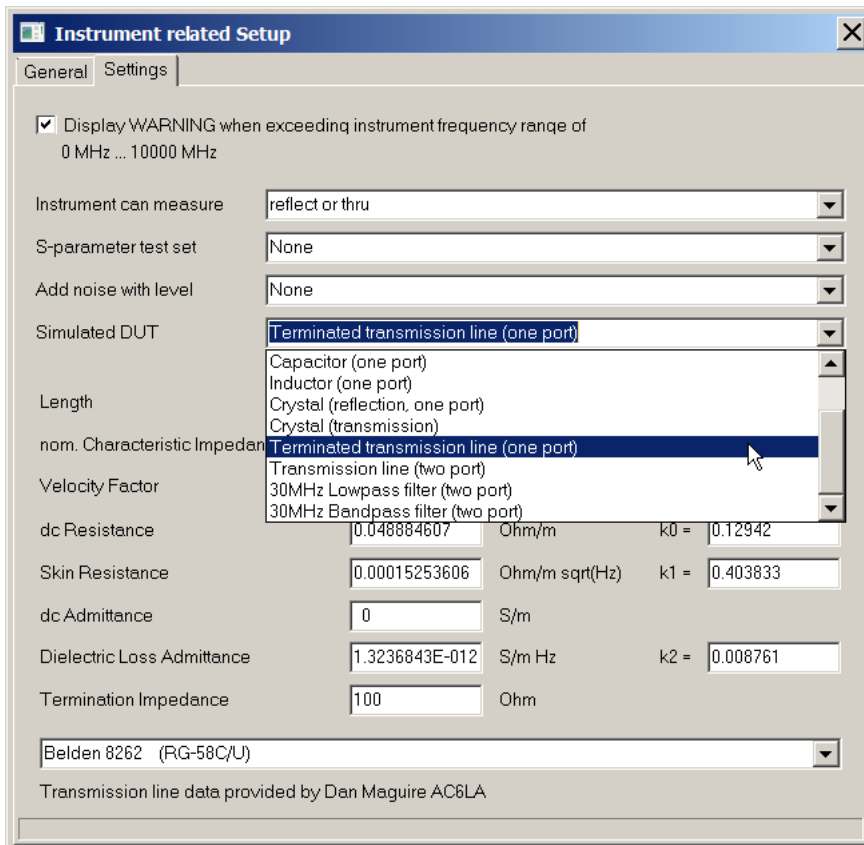 Instrument related Setup
General Settings
Display WARNING when exceeding instrument frequency range of
0 MHz ... 10000 MHz
Instrument can measure reflect or thru
S-parameter test set None
Add noise with level None
Simulated DUT Terminated transmission line (one port)
Capacitor (one port)
Inductor (one port)
Length Crystal (reflection, one port)
Crystal (transmission)
nom. Characteristic Impedan Terminated transmission line (one port)
Transmission line (two port)
Velocity Factor 30MHz Lowpass filter (two port)
30MHz Bandpass filter (two port)
dc Resistance 0.048884607 Ohm/m k0 = 0.12942
Skin Resistance 0.00015253606 Ohm/m sqrt(Hz) k1 = 0.403833
dc Admittance 0 S/m
Dielectric Loss Admittance 1.3236843E-012 S/m Hz k2 = 0.008761
Termination Impedance 100 Ohm
Belden 8262 (RG-58C/U)
Transmission line data provided by Dan Maguire AC6LA